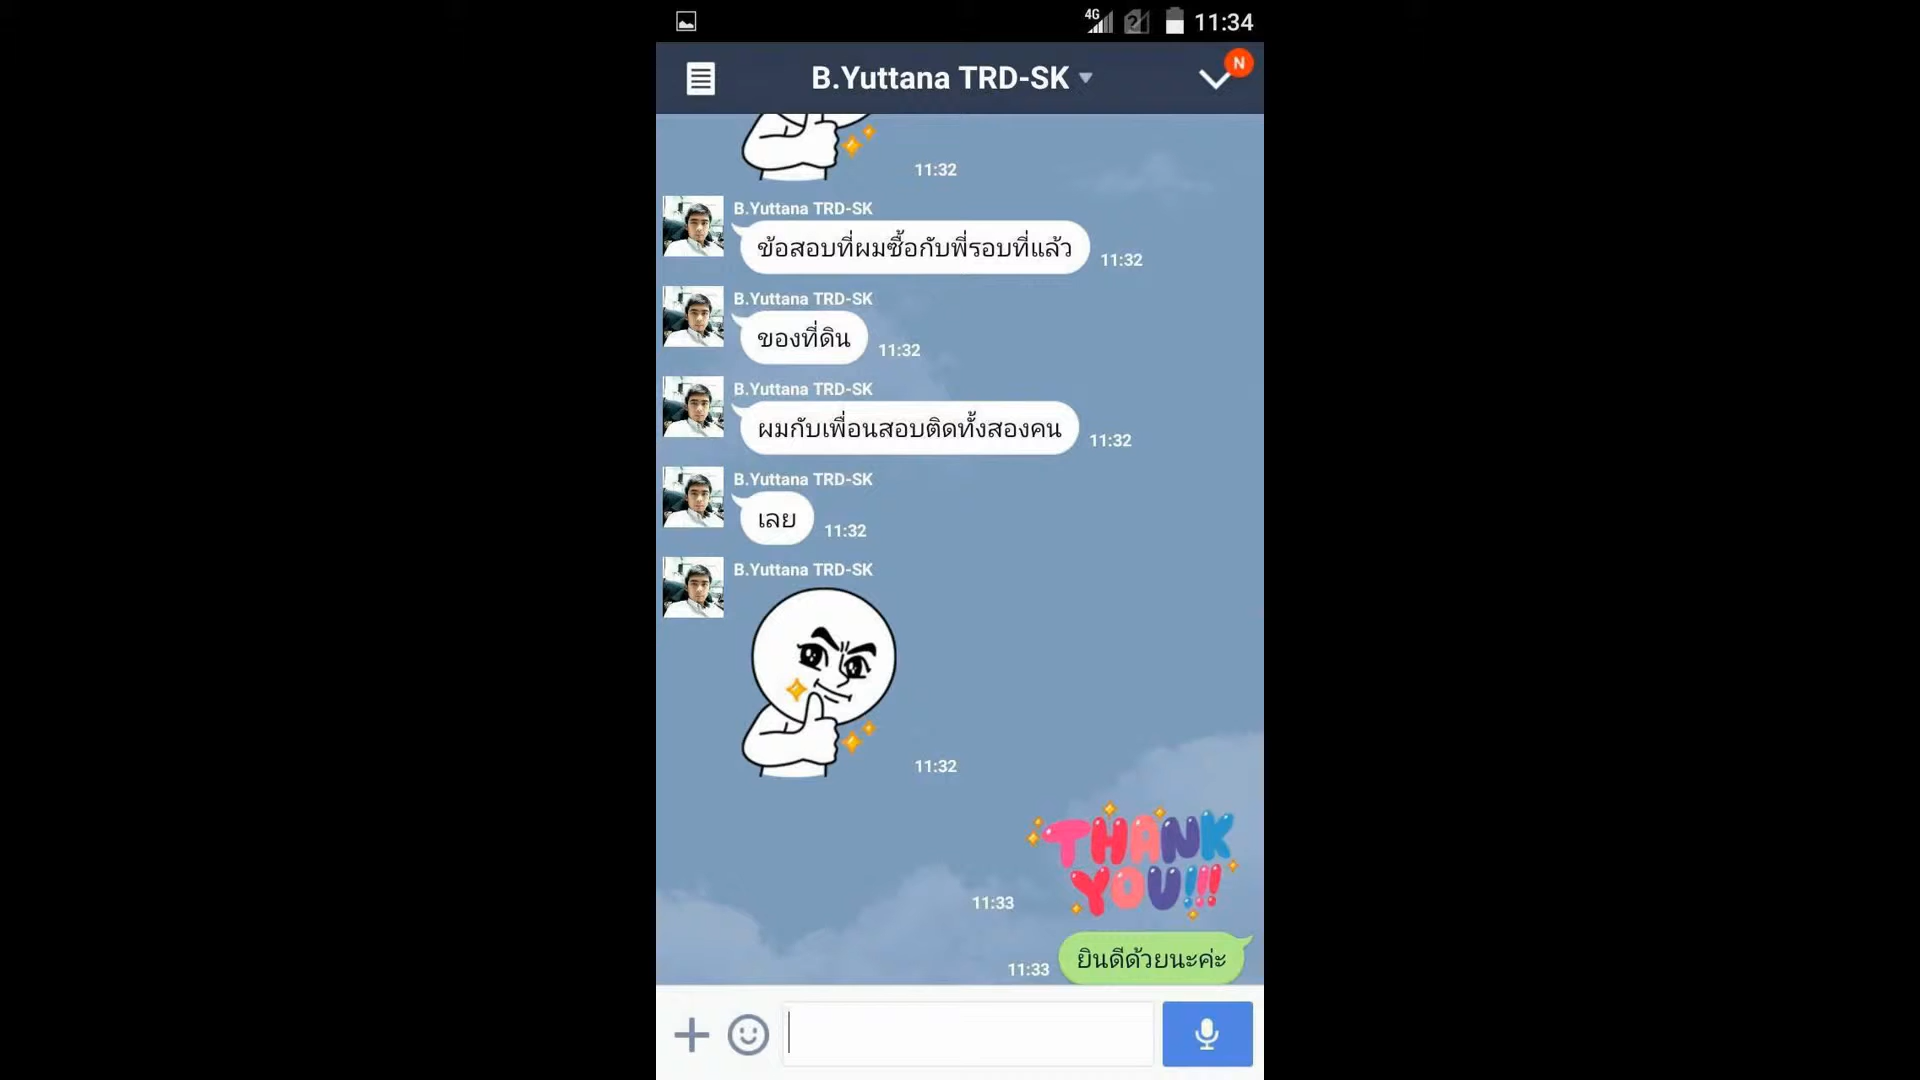 4G 11:34
B.Yuttana TRD-SK
N
11:32
B.Yuttana TRD-SK
ข้อสอบที่ผมซื้อกับพี่รอบที่แล้ว
11:32
B.Yuttana TRD-SK
ของที่ดิน
11:32
B.Yuttana TRD-SK
ผมกับเพื่อนสอบติดทั้งสองคน
11:32
B.Yuttana TRD-SK
เลย
11:32
B.Yuttana TRD-SK
11:32
THANK
YOU!!!
11:33
ยินดีด้วยนะค่ะ
11:33